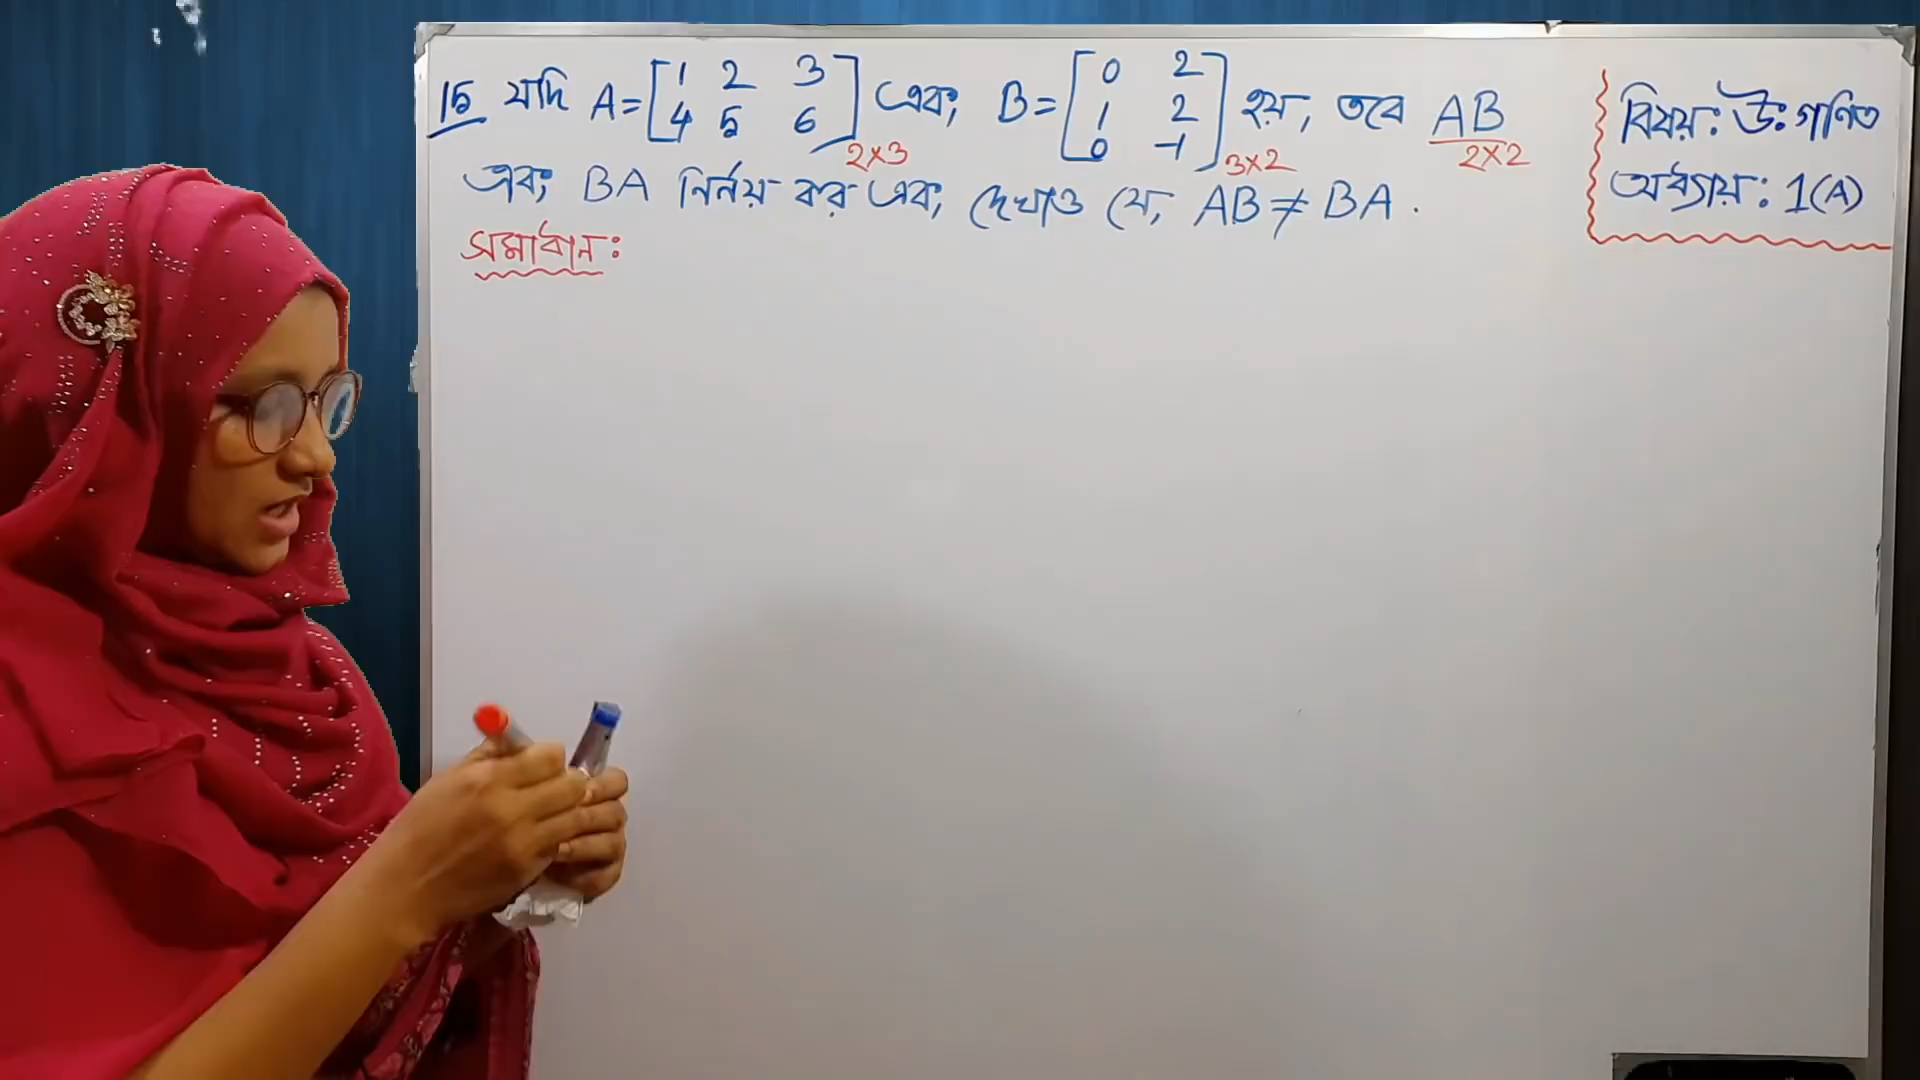 15 যদি A = [1 2 3 এবং B = [0 2 হয়, তবে AB
4 5 6] 2×3 1 2
0 -1] 3×2 2×2
এবং BA নির্নয় কর এবং দেখাও যে, AB ≠ BA .
সমাধান:
বিষয়: উঃ গণিত
অধ্যায়: 1(A)